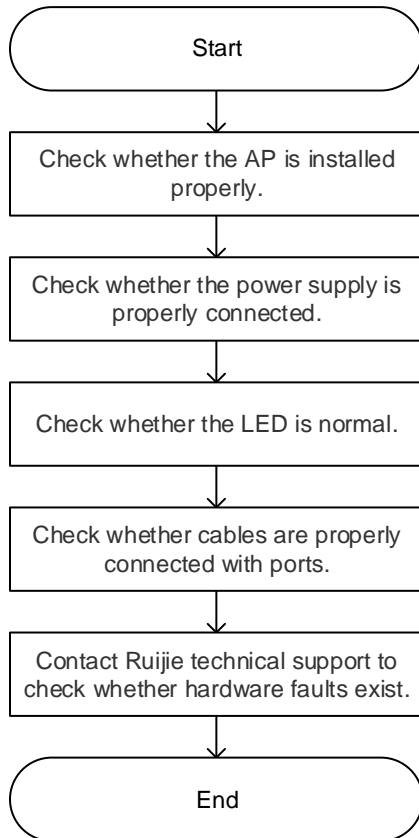 Start
Check whether the AP is installed
properly.
Check whether the power supply is
properly connected.
Check whether the LED is normal.
Check whether cables are properly
connected with ports.
Contact Ruijie technical support to
check whether hardware faults exist.
End